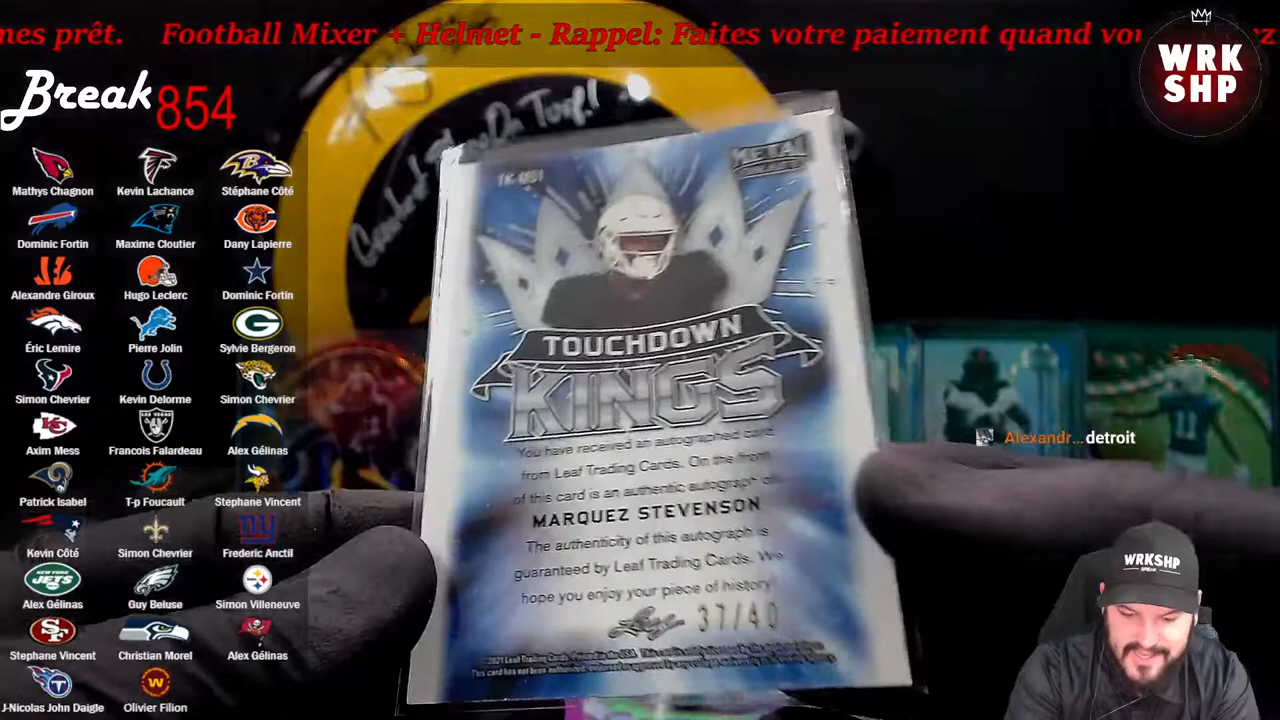 mes prêt. Football Mixer + Helmet - Rappel: Faites votre paiement quand
WRK
SHP
Break 854
Mathys Chagnon
Kevin Lachance
Stéphane Côté
Dominic Fortin
Maxime Cloutier
Dany Lapierre
Alexandre Giroux
Hugo Leclerc
Dominic Fortin
Éric Lemire
Pierre Jolin
Sylvie Bergeron
Simon Chevrier
Kevin Delorme
Simon Chevrier
Axim Mess
Francois Falardeau
Alex Gélinas
Patrick Isabel
T-p Foucault
Stephane Vincent
Kevin Côté
Simon Chevrier
Frederic Anctil
Alex Gélinas
Guy Beluse
Simon Villeneuve
Stephane Vincent
Christian Morel
Alex Gélinas
J-Nicolas John Daigle
Olivier Filion
METAL
TOUCHDOWN
KINGS
You have received an autographed card
from Leaf Trading Cards. On the front
of this card is an authentic autograph of
MARQUEZ STEVENSON
The authenticity of this autograph is
guaranteed by Leaf Trading Cards. We
hope you enjoy your piece of history!
Leaf 37/40
Alexandr... detroit
WRKSHP
BREAK